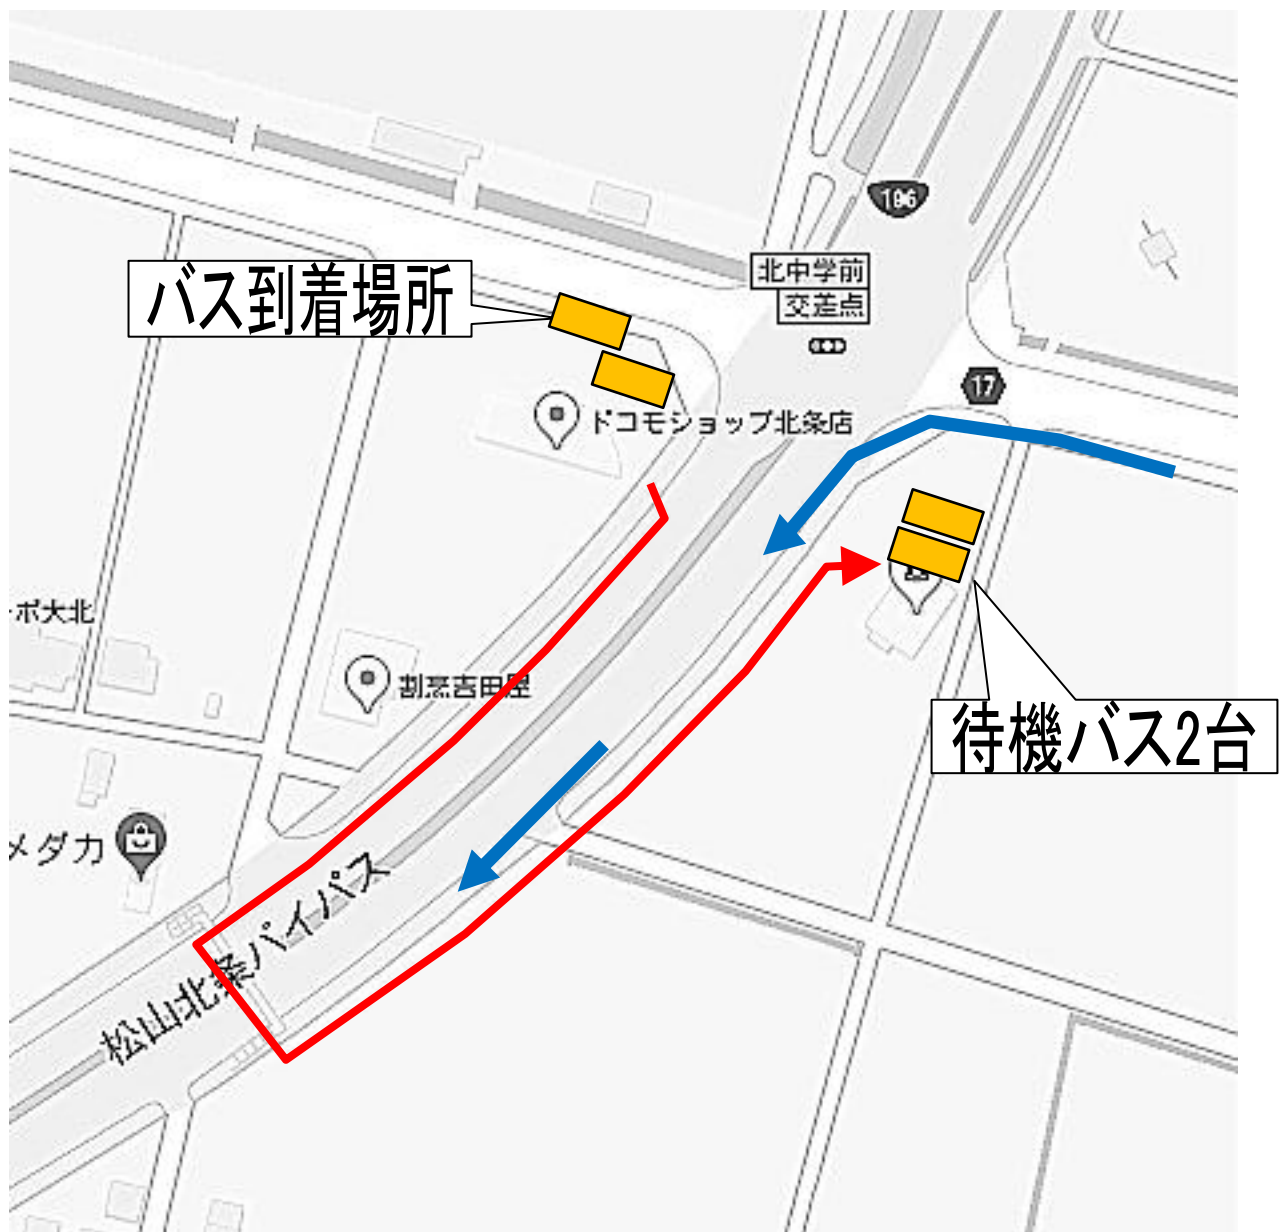 196
北中学前
交差点
バス到着場所
17
ドコモショップ北条店
ーポ大北
割烹吉田屋
待機バス2台
メダカ
松山北条バイパス